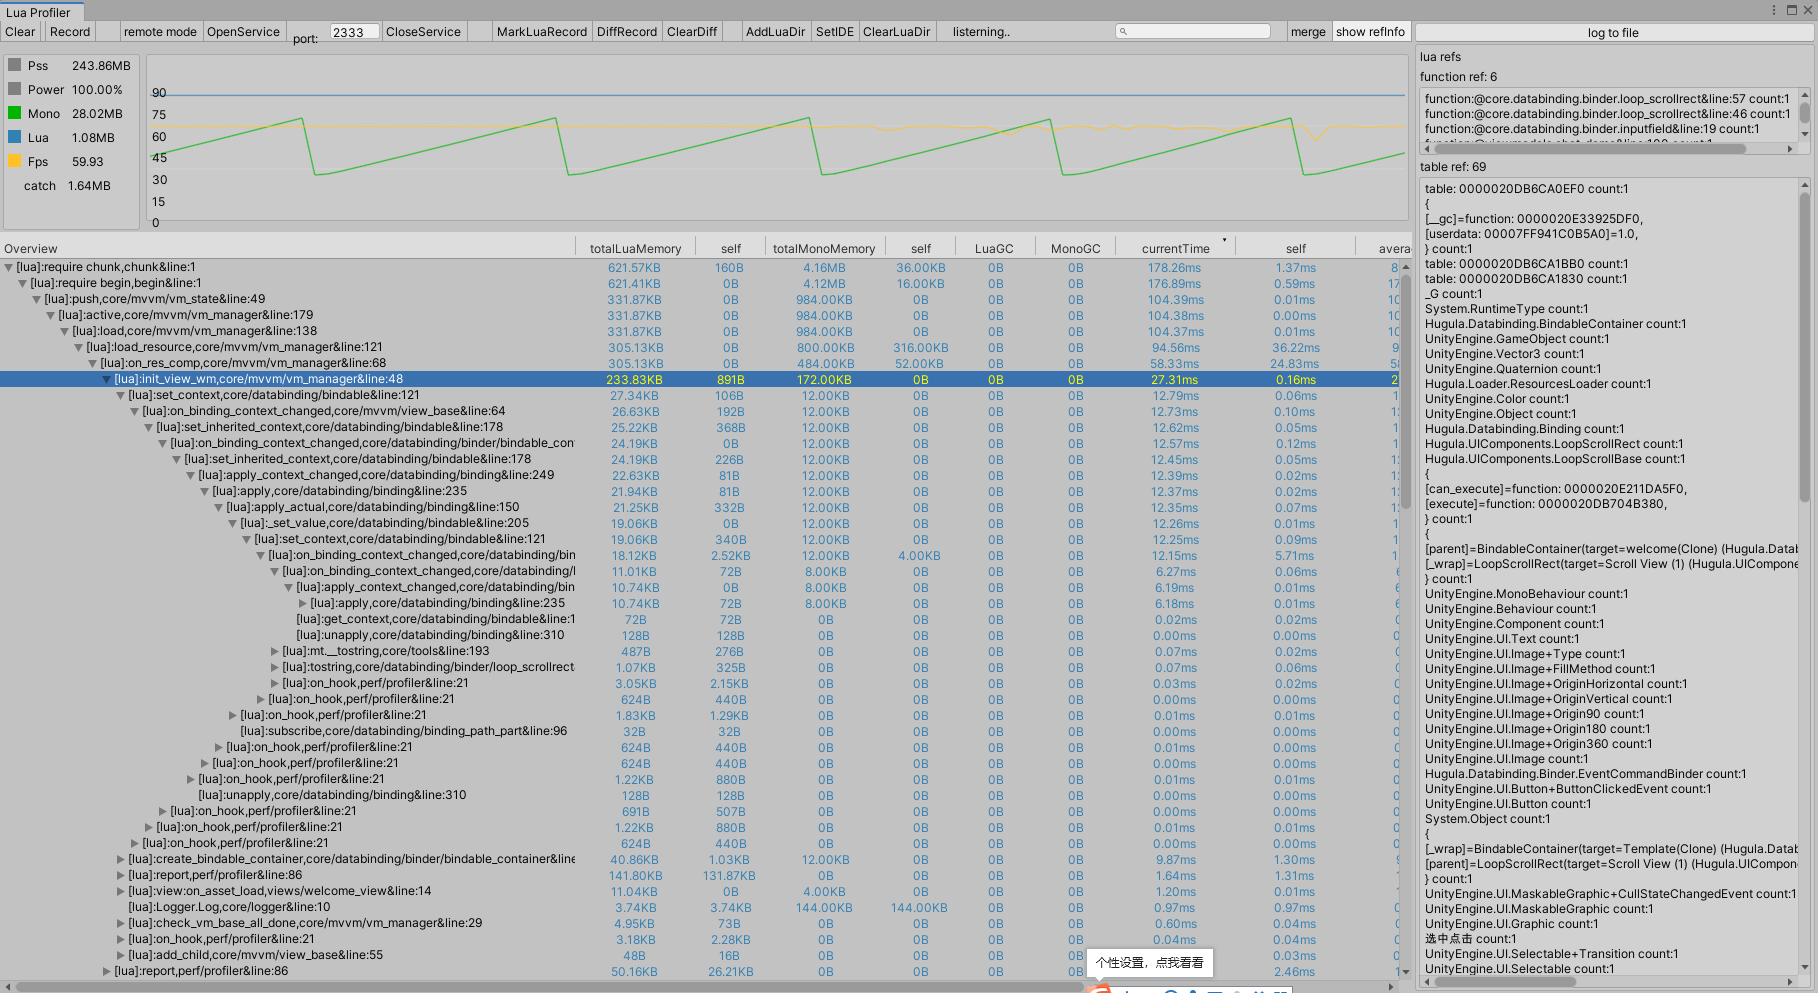 Lua Profiler
Clear Record remote mode OpenService port: 2333 CloseService MarkLuaRecord DiffRecord ClearDiff AddLuaDir SetIDE ClearLuaDir listening.. merge show refInfo
Pss 243.86MB
Power 100.00%
Mono 28.02MB
Lua 1.08MB
Fps 59.93
catch 1.64MB
90
75
60
45
30
15
0
Overview totalLuaMemory self totalMonoMemory self LuaGC MonoGC currentTime self avera
[lua]:require chunk,chunk&line:1 621.57KB 160B 4.16MB 36.00KB 0B 0B 178.26ms 1.37ms 8
[lua]:require begin,begin&line:1 621.41KB 0B 4.12MB 16.00KB 0B 0B 176.89ms 0.59ms 17
[lua]:push,core/mvvm/vm_state&line:49 331.87KB 0B 984.00KB 0B 0B 0B 104.39ms 0.01ms 10
[lua]:active,core/mvvm/vm_manager&line:179 331.87KB 0B 984.00KB 0B 0B 0B 104.38ms 0.00ms 10
[lua]:load,core/mvvm/vm_manager&line:138 331.87KB 0B 984.00KB 0B 0B 0B 104.37ms 0.01ms 10
[lua]:load_resource,core/mvvm/vm_manager&line:121 305.13KB 0B 800.00KB 316.00KB 0B 0B 94.56ms 36.22ms 9
[lua]:on_res_comp,core/mvvm/vm_manager&line:68 305.13KB 0B 484.00KB 52.00KB 0B 0B 58.33ms 24.83ms 5
[lua]:init_view_wm,core/mvvm/vm_manager&line:48 233.83KB 891B 172.00KB 0B 0B 0B 27.31ms 0.16ms 2
[lua]:set_context,core/databinding/bindable&line:121 27.34KB 106B 12.00KB 0B 0B 0B 12.79ms 0.06ms 1
[lua]:on_binding_context_changed,core/mvvm/view_base&line:64 26.63KB 192B 12.00KB 0B 0B 0B 12.73ms 0.10ms 1
[lua]:set_inherited_context,core/databinding/bindable&line:178 25.22KB 368B 12.00KB 0B 0B 0B 12.62ms 0.05ms 1
[lua]:on_binding_context_changed,core/databinding/binder/bindable_con 24.19KB 0B 12.00KB 0B 0B 0B 12.57ms 0.12ms 1
[lua]:set_inherited_context,core/databinding/bindable&line:178 24.19KB 226B 12.00KB 0B 0B 0B 12.45ms 0.05ms 1
[lua]:apply_context_changed,core/databinding/binding&line:249 22.63KB 81B 12.00KB 0B 0B 0B 12.39ms 0.02ms 1
[lua]:apply,core/databinding/binding&line:235 21.94KB 81B 12.00KB 0B 0B 0B 12.37ms 0.02ms 1
[lua]:apply_actual,core/databinding/binding&line:150 21.25KB 332B 12.00KB 0B 0B 0B 12.35ms 0.07ms 1
[lua]:_set_value,core/databinding/bindable&line:205 19.06KB 0B 12.00KB 0B 0B 0B 12.26ms 0.01ms 1
[lua]:set_context,core/databinding/bindable&line:121 19.06KB 340B 12.00KB 0B 0B 0B 12.25ms 0.09ms 1
[lua]:on_binding_context_changed,core/databinding/bin 18.12KB 2.52KB 12.00KB 4.00KB 0B 0B 12.15ms 5.71ms 1
[lua]:on_binding_context_changed,core/databinding/l 11.01KB 72B 8.00KB 0B 0B 0B 6.27ms 0.06ms
[lua]:apply_context_changed,core/databinding/bin 10.74KB 0B 8.00KB 0B 0B 0B 6.19ms 0.01ms
[lua]:apply,core/databinding/binding&line:235 10.74KB 72B 8.00KB 0B 0B 0B 6.18ms 0.01ms
[lua]:get_context,core/databinding/bindable&line:1 72B 72B 0B 0B 0B 0B 0.02ms 0.02ms
[lua]:unapply,core/databinding/binding&line:310 128B 128B 0B 0B 0B 0B 0.00ms 0.00ms
[lua]:mt.__tostring,core/tools&line:193 487B 276B 0B 0B 0B 0B 0.07ms 0.02ms
[lua]:tostring,core/databinding/binder/loop_scrollrect 1.07KB 325B 0B 0B 0B 0B 0.07ms 0.06ms
[lua]:on_hook,perf/profiler&line:21 3.05KB 2.15KB 0B 0B 0B 0B 0.03ms 0.02ms
[lua]:on_hook,perf/profiler&line:21 624B 440B 0B 0B 0B 0B 0.00ms 0.00ms
[lua]:on_hook,perf/profiler&line:21 1.83KB 1.29KB 0B 0B 0B 0B 0.01ms 0.01ms
[lua]:subscribe,core/databinding/binding_path_part&line:96 32B 32B 0B 0B 0B 0B 0.00ms 0.00ms
[lua]:on_hook,perf/profiler&line:21 624B 440B 0B 0B 0B 0B 0.01ms 0.00ms
[lua]:on_hook,perf/profiler&line:21 624B 440B 0B 0B 0B 0B 0.00ms 0.00ms
[lua]:on_hook,perf/profiler&line:21 1.22KB 880B 0B 0B 0B 0B 0.01ms 0.01ms
[lua]:unapply,core/databinding/binding&line:310 128B 128B 0B 0B 0B 0B 0.00ms 0.00ms
[lua]:on_hook,perf/profiler&line:21 691B 507B 0B 0B 0B 0B 0.00ms 0.00ms
[lua]:on_hook,perf/profiler&line:21 1.22KB 880B 0B 0B 0B 0B 0.01ms 0.01ms
[lua]:on_hook,perf/profiler&line:21 624B 440B 0B 0B 0B 0B 0.00ms 0.00ms
[lua]:create_bindable_container,core/databinding/binder/bindable_container&line 40.86KB 1.03KB 12.00KB 0B 0B 0B 9.87ms 1.30ms
[lua]:report,perf/profiler&line:86 141.80KB 131.87KB 0B 0B 0B 0B 1.64ms 1.31ms
[lua]:view:on_asset_load,views/welcome_view&line:14 11.04KB 0B 4.00KB 0B 0B 0B 1.20ms 0.01ms
[lua]:Logger.Log,core/logger&line:10 3.74KB 3.74KB 144.00KB 144.00KB 0B 0B 0.97ms 0.97ms
[lua]:check_vm_base_all_done,core/mvvm/vm_manager&line:29 4.95KB 73B 0B 0B 0B 0B 0.60ms 0.04ms
[lua]:on_hook,perf/profiler&line:21 3.18KB 2.28KB 0B 0B 0B 0B 0.04ms 0.04ms
[lua]:add_child,core/mvvm/view_base&line:55 48B 16B 0B 0B 0B 0.03ms
[lua]:report,perf/profiler&line:86 50.16KB 26.21KB 0B 0B 0B 2.46ms
个性设置，点我看看
log to file
lua refs
function ref: 6
function:@core.databinding.binder.loop_scrollrect&line:57 count:1
function:@core.databinding.binder.loop_scrollrect&line:46 count:1
function:@core.databinding.binder.inputfield&line:19 count:1
table ref: 69
table: 0000020DB6CA0EF0 count:1
{
[__gc]=function: 0000020E33925DF0,
[userdata: 00007FF941C0B5A0]=1.0,
} count:1
table: 0000020DB6CA1BB0 count:1
table: 0000020DB6CA1830 count:1
_G count:1
System.RuntimeType count:1
Hugula.Databinding.BindableContainer count:1
UnityEngine.GameObject count:1
UnityEngine.Vector3 count:1
UnityEngine.Quaternion count:1
Hugula.Loader.ResourcesLoader count:1
UnityEngine.Color count:1
UnityEngine.Object count:1
Hugula.Databinding.Binding count:1
Hugula.UIComponents.LoopScrollRect count:1
Hugula.UIComponents.LoopScrollBase count:1
{
[can_execute]=function: 0000020E211DA5F0,
[execute]=function: 0000020DB704B380,
} count:1
{
[parent]=BindableContainer(target=welcome(Clone) (Hugula.Datab
[_wrap]=LoopScrollRect(target=Scroll View (1) (Hugula.UICompone
} count:1
UnityEngine.MonoBehaviour count:1
UnityEngine.Behaviour count:1
UnityEngine.Component count:1
UnityEngine.UI.Text count:1
UnityEngine.UI.Image+Type count:1
UnityEngine.UI.Image+FillMethod count:1
UnityEngine.UI.Image+OriginHorizontal count:1
UnityEngine.UI.Image+OriginVertical count:1
UnityEngine.UI.Image+Origin90 count:1
UnityEngine.UI.Image+Origin180 count:1
UnityEngine.UI.Image+Origin360 count:1
UnityEngine.UI.Image count:1
Hugula.Databinding.Binder.EventCommandBinder count:1
UnityEngine.UI.Button+ButtonClickedEvent count:1
UnityEngine.UI.Button count:1
System.Object count:1
{
[_wrap]=BindableContainer(target=Template(Clone) (Hugula.Datab
[parent]=LoopScrollRect(target=Scroll View (1) (Hugula.UICompon
} count:1
UnityEngine.UI.MaskableGraphic+CullStateChangedEvent count:1
UnityEngine.UI.MaskableGraphic count:1
UnityEngine.UI.Graphic count:1
选中点击 count:1
UnityEngine.UI.Selectable+Transition count:1
UnityEngine.UI.Selectable count:1